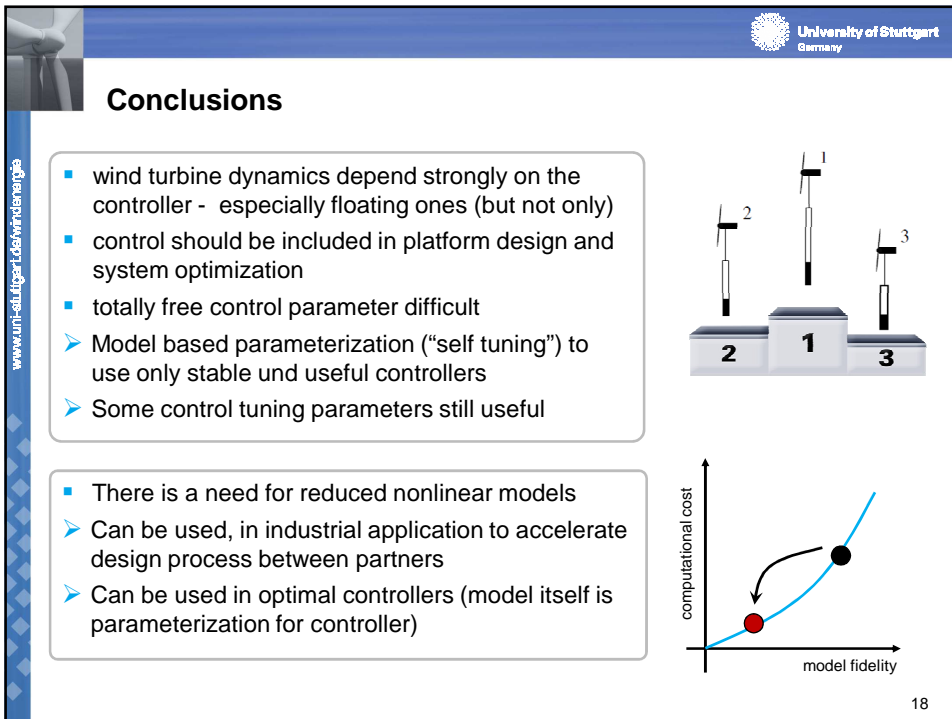 University of Stuttgart
Germany
Conclusions
www.uni-stuttgart.de/windenergie
wind turbine dynamics depend strongly on the
controller - especially floating ones (but not only)
control should be included in platform design and
system optimization
totally free control parameter difficult
Model based parameterization (“self tuning”) to
use only stable und useful controllers
Some control tuning parameters still useful
1
2
3
2
1
3
There is a need for reduced nonlinear models
Can be used, in industrial application to accelerate
design process between partners
Can be used in optimal controllers (model itself is
parameterization for controller)
computational cost
model fidelity
18